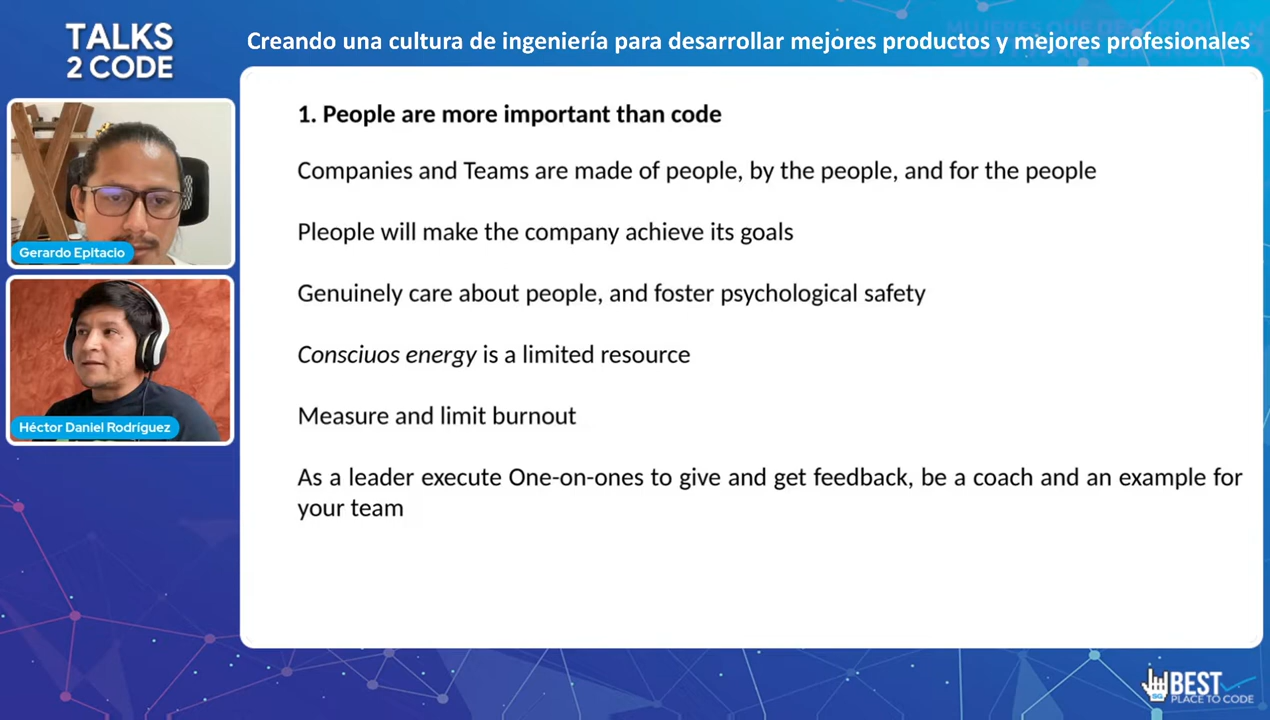 TALKS
2 CODE
Creando una cultura de ingeniería para desarrollar mejores productos y mejores profesionales
Gerardo Epitacio
Héctor Daniel Rodríguez
1. People are more important than code
Companies and Teams are made of people, by the people, and for the people
Pleople will make the company achieve its goals
Genuinely care about people, and foster psychological safety
Consciuos energy is a limited resource
Measure and limit burnout
As a leader execute One-on-ones to give and get feedback, be a coach and an example for
your team
SG
BEST
PLACE TO CODE